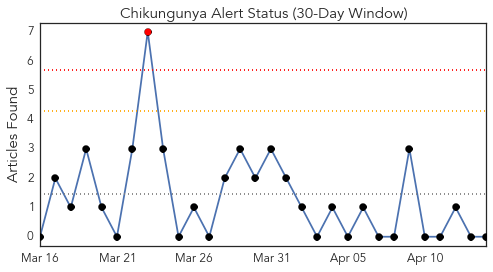 Chikungunya Alert Status (30-Day Window)
Articles Found
7
6
5
4
3
2
1
0
Mar 16 Mar 21 Mar 26 Mar 31 Apr 05 Apr 10